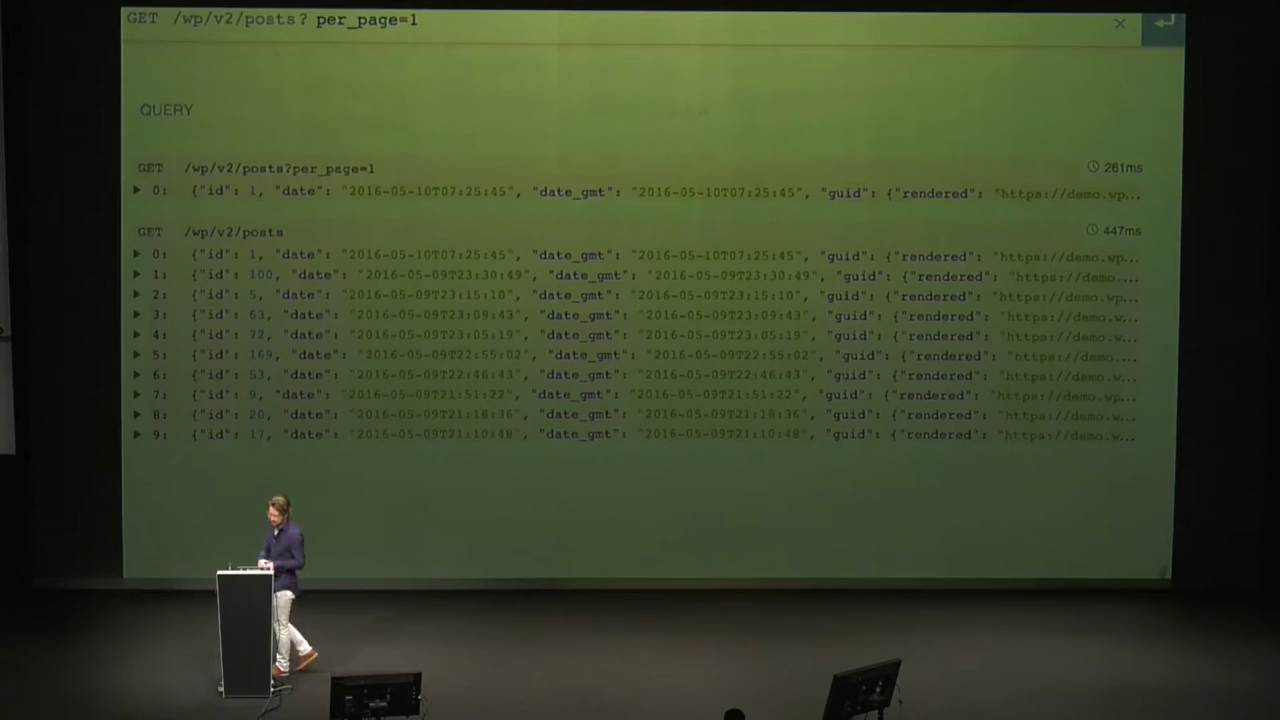 GET /wp/v2/posts? per_page=1
QUERY
GET /wp/v2/posts?per_page=1 261ms
0: {"id": 1, "date": "2016-05-10T07:25:45", "date_gmt": "2016-05-10T07:25:45", "guid": {"rendered": "https://demo.wp...
GET /wp/v2/posts 447ms
0: {"id": 1, "date": "2016-05-10T07:25:45", "date_gmt": "2016-05-10T07:25:45", "guid": {"rendered": "https://demo.wp...
1: {"id": 100, "date": "2016-05-09T23:30:49", "date_gmt": "2016-05-09T23:30:49", "guid": {"rendered": "https://demo....
2: {"id": 5, "date": "2016-05-09T23:15:10", "date_gmt": "2016-05-09T23:15:10", "guid": {"rendered": "https://demo.wp...
3: {"id": 63, "date": "2016-05-09T23:09:43", "date_gmt": "2016-05-09T23:09:43", "guid": {"rendered": "https://demo.w...
4: {"id": 72, "date": "2016-05-09T23:05:19", "date_gmt": "2016-05-09T23:05:19", "guid": {"rendered": "https://demo.w...
5: {"id": 169, "date": "2016-05-09T22:55:02", "date_gmt": "2016-05-09T22:55:02", "guid": {"rendered": "https://demo....
6: {"id": 53, "date": "2016-05-09T22:46:43", "date_gmt": "2016-05-09T22:46:43", "guid": {"rendered": "https://demo.w...
7: {"id": 9, "date": "2016-05-09T21:51:22", "date_gmt": "2016-05-09T21:51:22", "guid": {"rendered": "https://demo.wp...
8: {"id": 20, "date": "2016-05-09T21:18:36", "date_gmt": "2016-05-09T21:18:36", "guid": {"rendered": "https://demo.w...
9: {"id": 17, "date": "2016-05-09T21:10:48", "date_gmt": "2016-05-09T21:10:48", "guid": {"rendered": "https://demo.w...